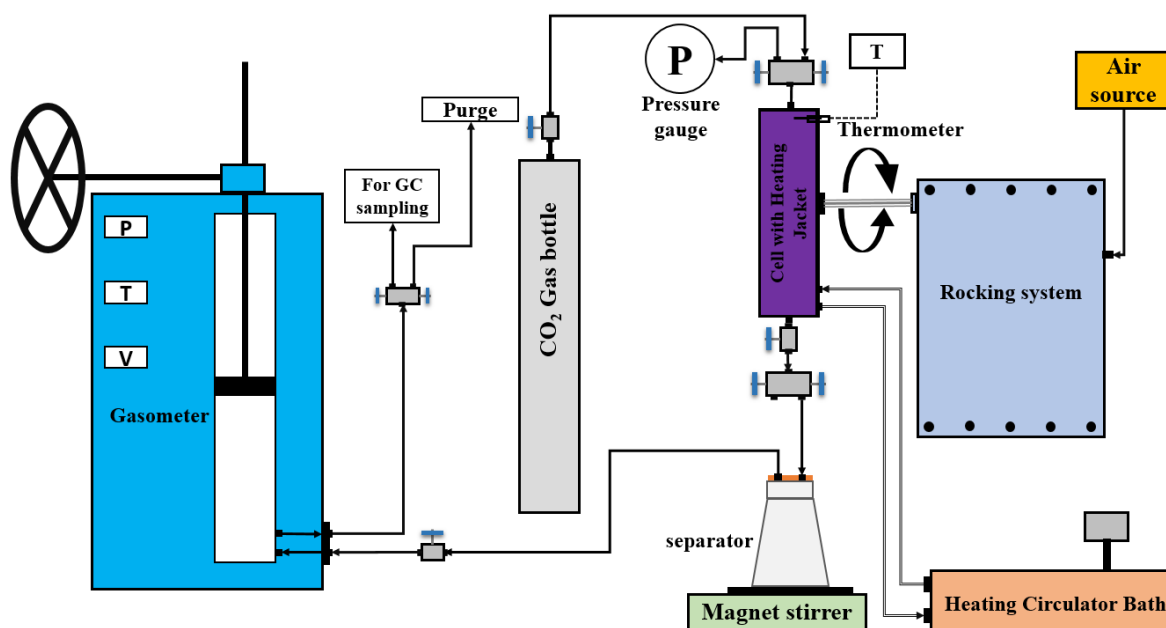 P
T
V
Gasometer
For GC
sampling
Purge
CO₂ Gas bottle
P
Pressure
gauge
T
Thermometer
Cell with Heating
Jacket
Air
source
Rocking system
separator
Magnet stirrer
Heating Circulator Bath